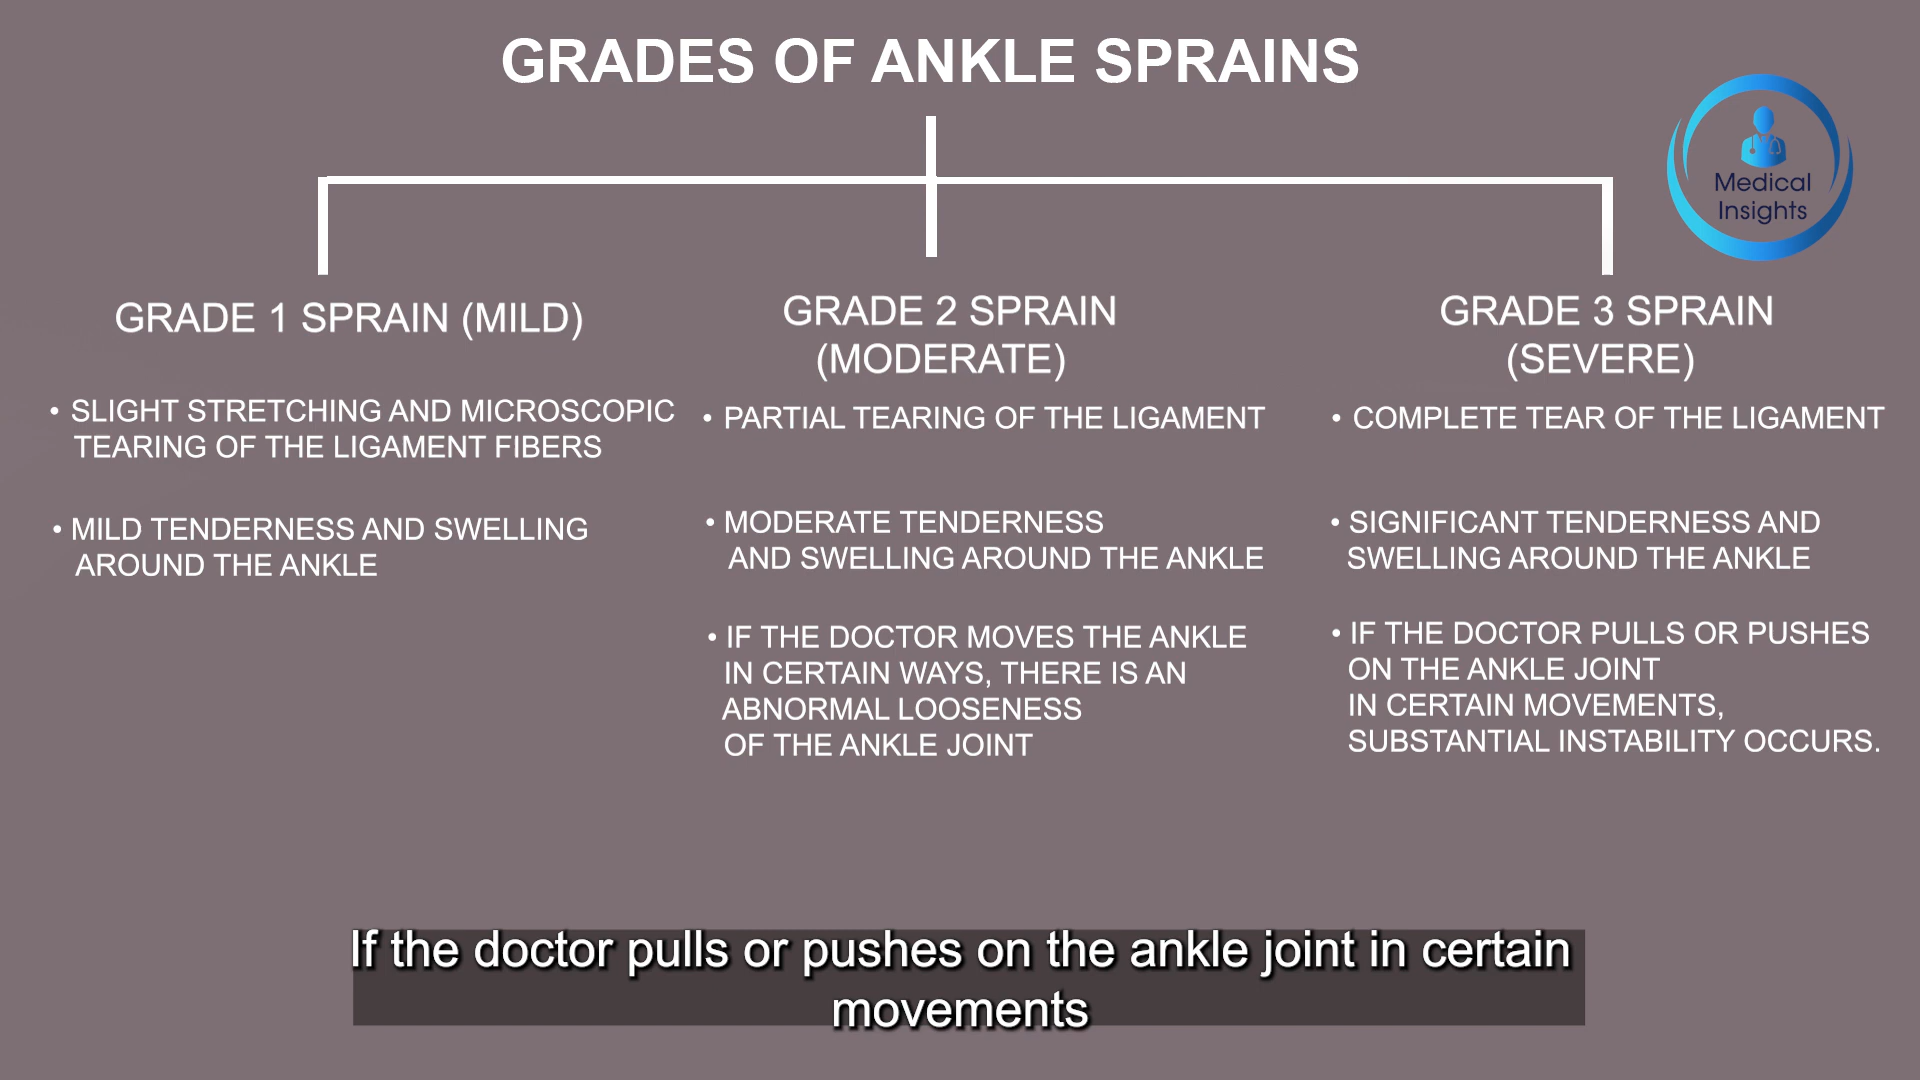 GRADES OF ANKLE SPRAINS
Medical
Insights
GRADE 1 SPRAIN (MILD)
• SLIGHT STRETCHING AND MICROSCOPIC
TEARING OF THE LIGAMENT FIBERS
• MILD TENDERNESS AND SWELLING
AROUND THE ANKLE
GRADE 2 SPRAIN
(MODERATE)
• PARTIAL TEARING OF THE LIGAMENT
• MODERATE TENDERNESS
AND SWELLING AROUND THE ANKLE
• IF THE DOCTOR MOVES THE ANKLE
IN CERTAIN WAYS, THERE IS AN
ABNORMAL LOOSENESS
OF THE ANKLE JOINT
GRADE 3 SPRAIN
(SEVERE)
• COMPLETE TEAR OF THE LIGAMENT
• SIGNIFICANT TENDERNESS AND
SWELLING AROUND THE ANKLE
• IF THE DOCTOR PULLS OR PUSHES
ON THE ANKLE JOINT
IN CERTAIN MOVEMENTS,
SUBSTANTIAL INSTABILITY OCCURS.
If the doctor pulls or pushes on the ankle joint in certain
movements